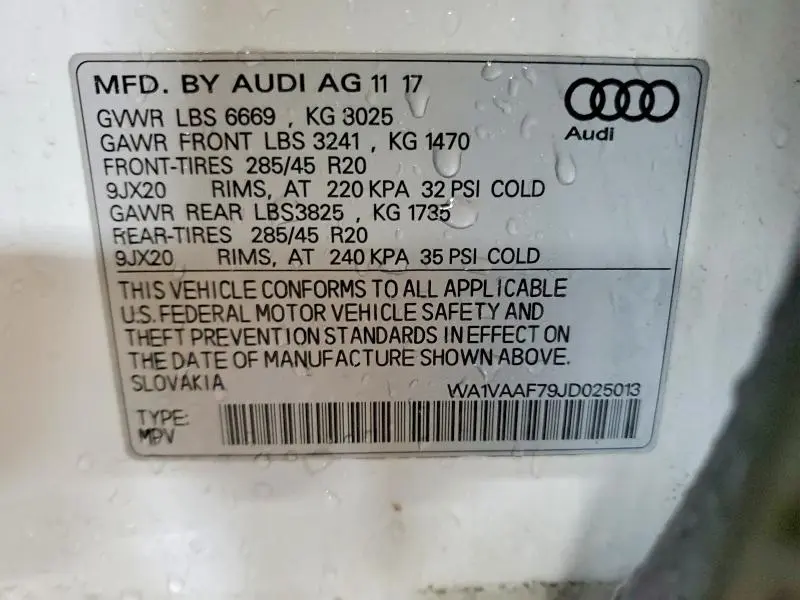 MFD. BY AUDI AG 11 17
GVWR LBS 6669 , KG 3025
GAWR FRONT LBS 3241 , KG 1470
Audi
FRONT-TIRES 285/45 R20
9JX20 RIMS, AT 220 KPA 32 PSI COLD
GAWR REAR LBS3825 , KG 1735
REAR-TIRES 285/45 R20
9JX20 RIMS, AT 240 KPA 35 PSI COLD
THIS VEHICLE CONFORMS TO ALL APPLICABLE
U.S. FEDERAL MOTOR VEHICLE SAFETY AND
THEFT PREVENTION STANDARDS IN EFFECT ON
THE DATE OF MANUFACTURE SHOWN ABOVE.
SLOVAKIA
WA1VAAF79JD025013
TYPE:
MPV